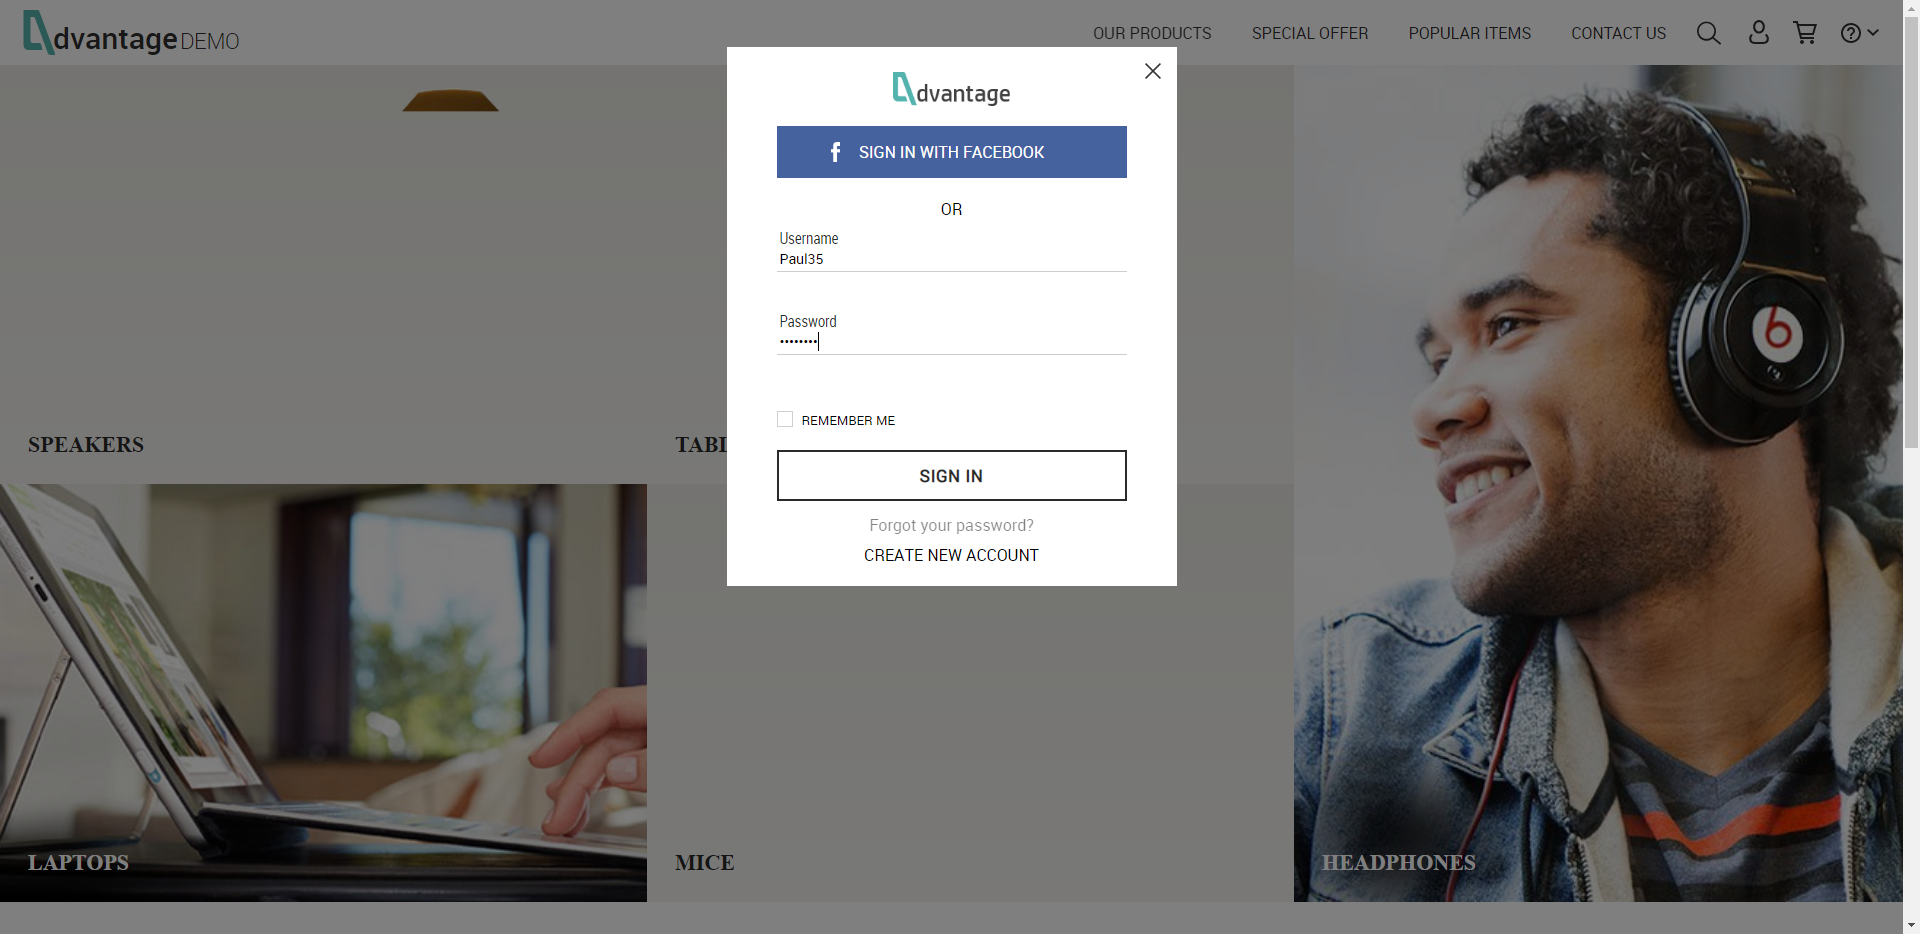 dvantage DEMO
OUR PRODUCTS SPECIAL OFFER POPULAR ITEMS CONTACT US
dvantage
SIGN IN WITH FACEBOOK
OR
Username
Paul35
Password
••••••••
REMEMBER ME
SIGN IN
Forgot your password?
CREATE NEW ACCOUNT
SPEAKERS
TABL
LAPTOPS
MICE
HEADPHONES